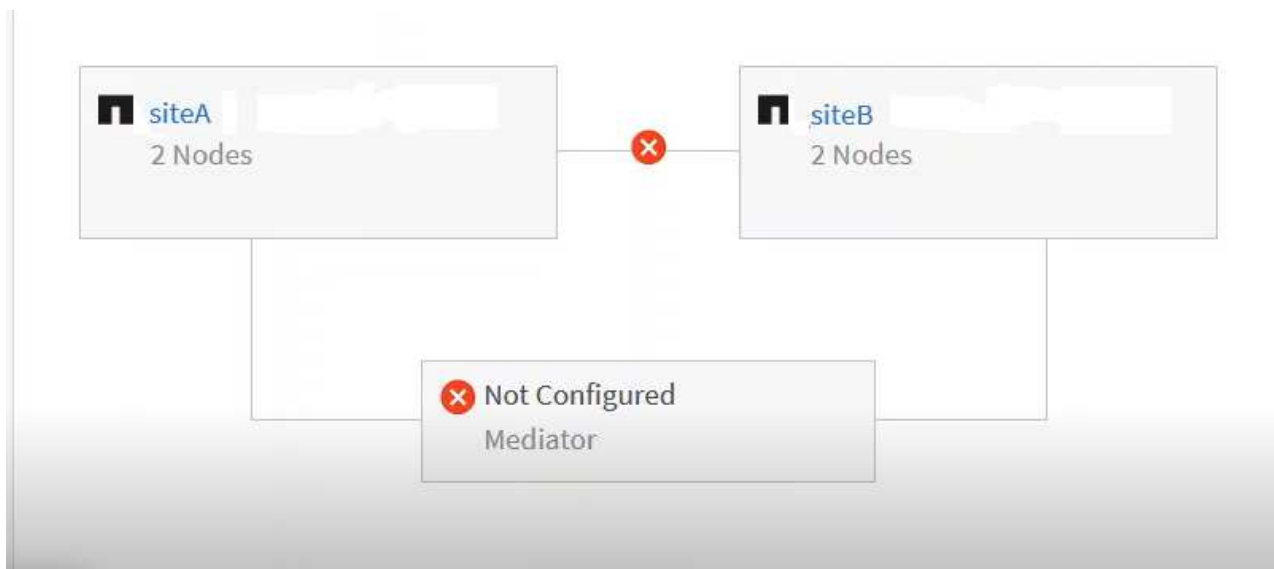 siteA
2 Nodes
siteB
2 Nodes
Not Configured
Mediator